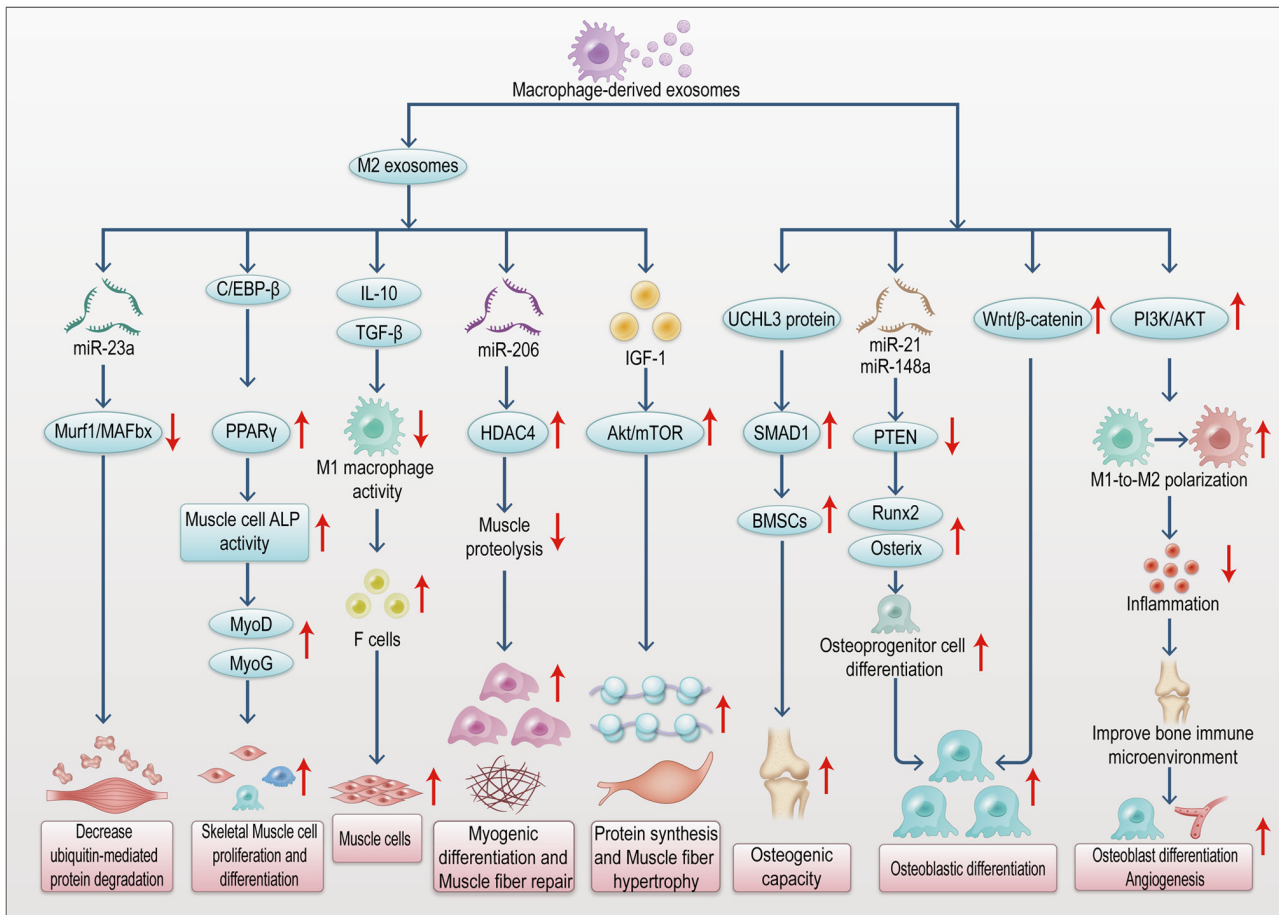 Macrophage-derived exosomes
M2 exosomes
miR-23a
Murf1/MAFbx
Decrease
ubiquitin-mediated
protein degradation
C/EBP-β
PPARγ
Muscle cell ALP
activity
MyoD
MyoG
Skeletal Muscle cell
proliferation and
differentiation
IL-10
TGF-β
M1 macrophage
activity
F cells
Muscle cells
miR-206
HDAC4
Muscle
proteolysis
Myogenic
differentiation and
Muscle fiber repair
IGF-1
Akt/mTOR
Protein synthesis
and Muscle fiber
hypertrophy
UCHL3 protein
SMAD1
BMSCs
Osteogenic
capacity
miR-21
miR-148a
PTEN
Runx2
Osterix
Osteoprogenitor cell
differentiation
Wnt/β-catenin
Osteoblastic differentiation
PI3K/AKT
M1-to-M2 polarization
Inflammation
Improve bone immune
microenvironment
Osteoblast differentiation
Angiogenesis